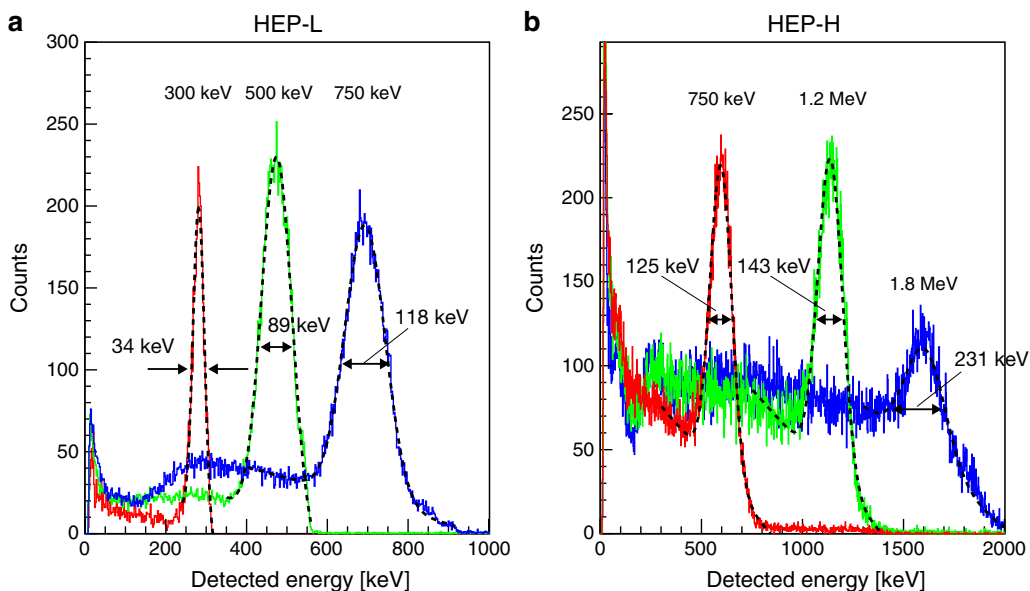 a
HEP-L
300
250
200
150
100
50
0
Counts
300 keV
500 keV
750 keV
34 keV
89 keV
118 keV
0
200
400
600
800
1000
Detected energy [keV]
b
HEP-H
250
200
150
100
50
0
Counts
750 keV
1.2 MeV
125 keV
143 keV
1.8 MeV
231 keV
0
500
1000
1500
2000
Detected energy [keV]